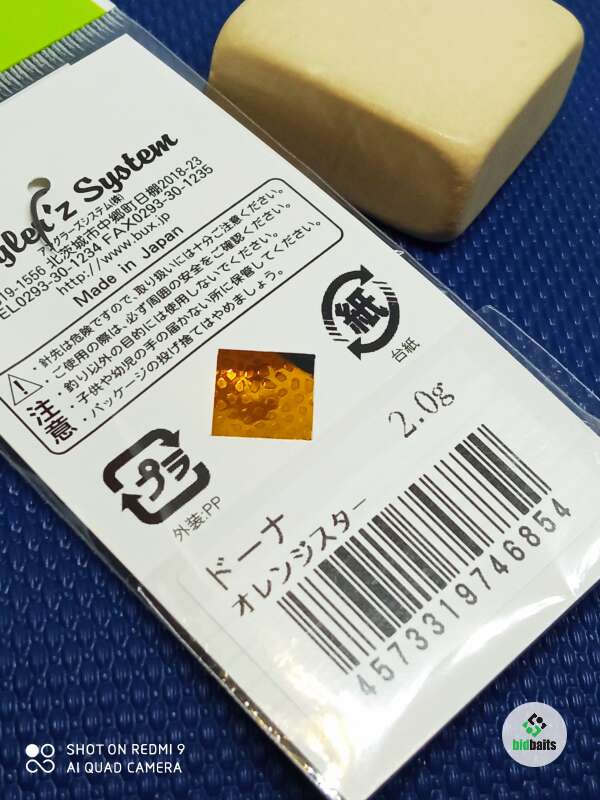 System
アングラーズシステム(株)
北茨城市中郷町日棚2018-23
0293-30-1234 FAX0293-30-1235
http://www.bux.jp
Made in Japan
注意
・針先は危険ですので、取り扱いには十分ご注意ください。
・ご使用の際は、必ず周囲の安全をご確認ください。
・釣り以外の目的には使用しないでください。
・子供や幼児の手の届かない所に保管してください。
・パッケージの投げ捨てはやめましょう。
紙
台紙
プラ
外装:PP
2.0g
ドーナ
オレンジスター
4573319746854
SHOT ON REDMI 9
AI QUAD CAMERA
bidbaits